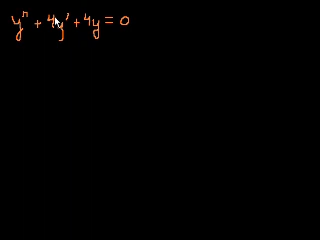 y" + 4y' + 4y = 0